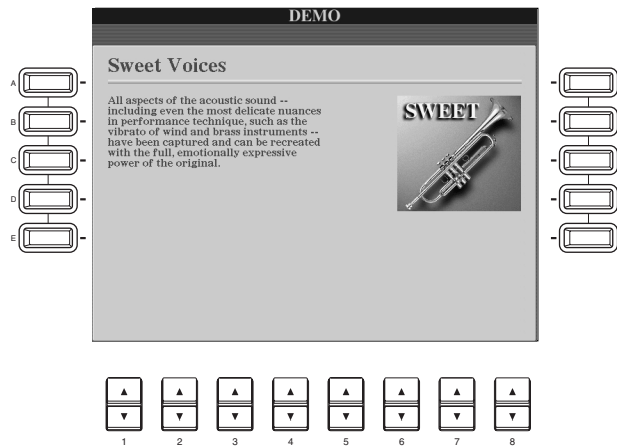 DEMO
Sweet Voices
All aspects of the acoustic sound --
including even the most delicate nuances
in performance technique, such as the
vibrato of wind and brass instruments --
have been captured and can be recreated
with the full, emotionally expressive
power of the original.
SWEET
A
B
C
D
E
1 2 3 4 5 6 7 8